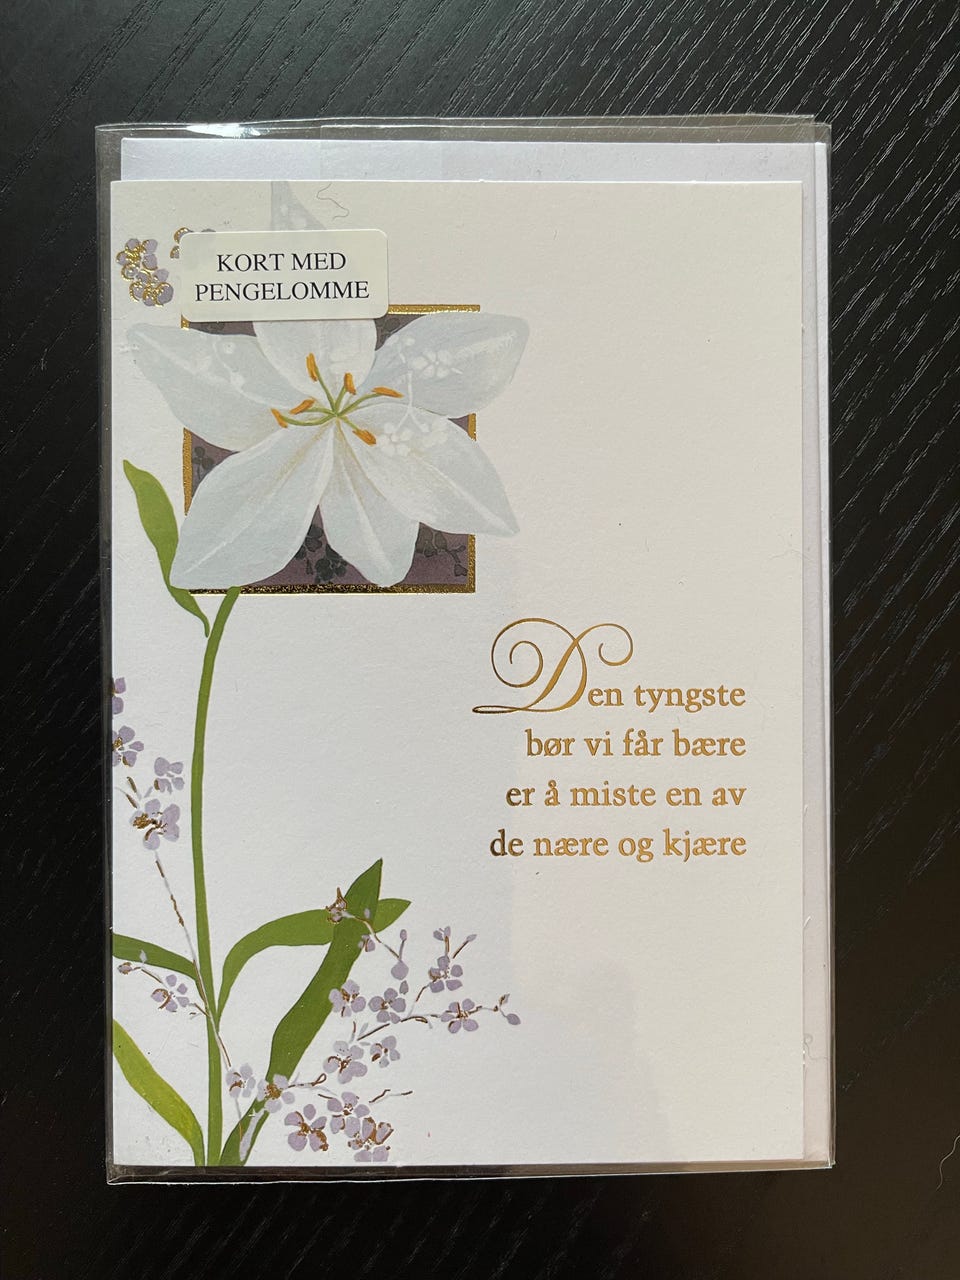 KORT MED
PENGELOMME
Den tyngste
bør vi får bære
er å miste en av
de nære og kjære